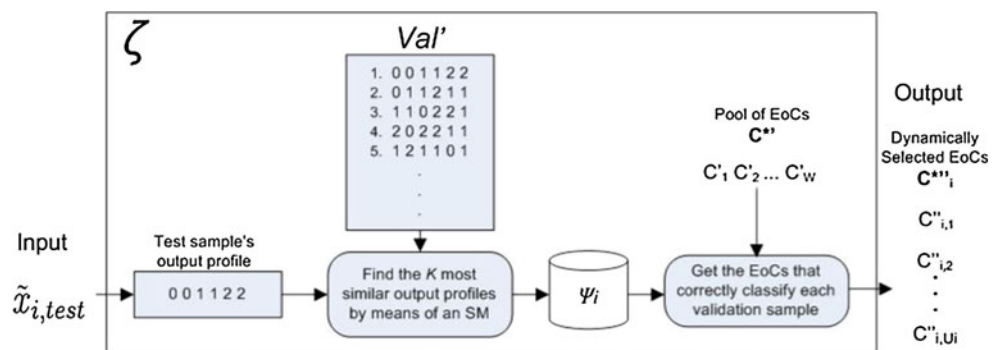 ζ
Val'
1. 0 0 1 1 2 2
2. 0 1 1 2 1 1
3. 1 1 0 2 2 1
4. 2 0 2 2 1 1
5. 1 2 1 1 0 1
.
.
.
Pool of EoCs
C*'
C'1 C'2 ... C'W
Output
Dynamically
Selected EoCs
C*"i
C"i,1
C"i,2
.
.
.
C"i,Ui
Input
x̃i,test
Test sample's
output profile
0 0 1 1 2 2
Find the K most
similar output profiles
by means of an SM
Ψi
Get the EoCs that
correctly classify each
validation sample